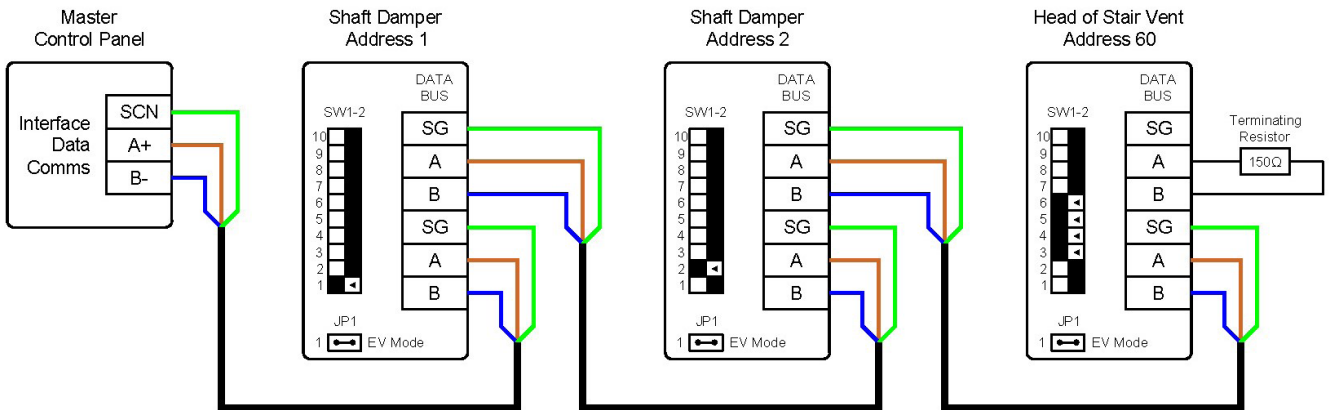 Master
Control Panel
Interface
Data
Comms
SCN
A+
B-
Shaft Damper
Address 1
DATA
BUS
SW1-2
10
9
8
7
6
5
4
3
2
1
SG
A
B
SG
A
B
JP1
1 EV Mode
Shaft Damper
Address 2
DATA
BUS
SW1-2
10
9
8
7
6
5
4
3
2
1
SG
A
B
SG
A
B
JP1
1 EV Mode
Head of Stair Vent
Address 60
DATA
BUS
SW1-2
10
9
8
7
6
5
4
3
2
1
SG
A
B
SG
A
B
JP1
1 EV Mode
Terminating
Resistor
150Ω